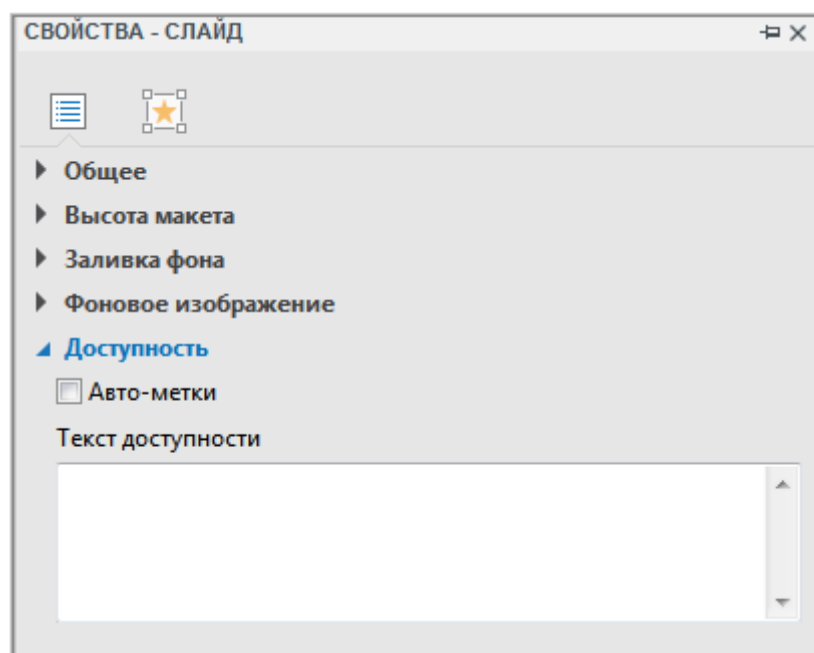 СВОЙСТВА - СЛАЙД
Общее
Высота макета
Заливка фона
Фоновое изображение
Доступность
Авто-метки
Текст доступности